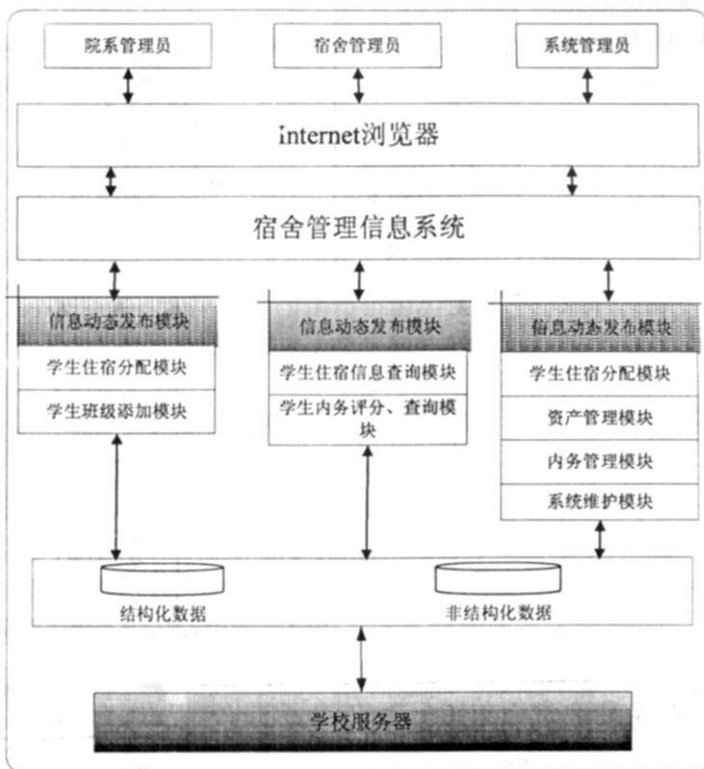 院系管理员
宿舍管理员
系统管理员
Internet浏览器
宿舍管理信息系统
信息动态发布模块
学生住宿分配模块
学生班级添加模块
信息动态发布模块
学生住宿信息查询模块
学生内务评分、查询模
块
信息动态发布模块
学生住宿分配模块
资产管理模块
内务管理模块
系统维护模块
结构化数据
非结构化数据
学校服务器